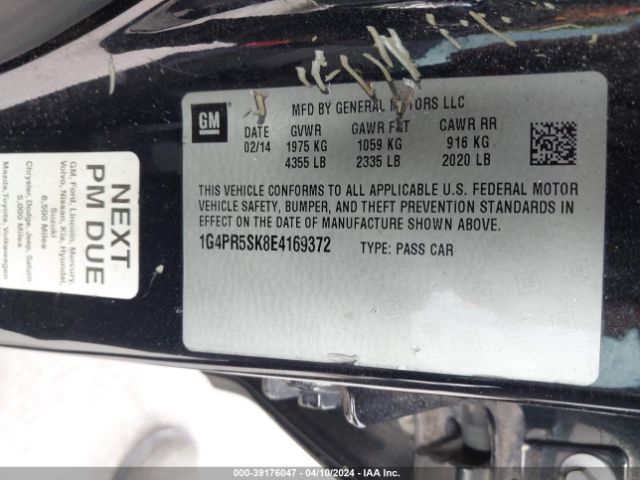 GM
MFD BY GENERAL MOTORS LLC
DATE GVWR GAWR FRT GAWR RR
02/14 1975 KG 1059 KG 916 KG
4355 LB 2335 LB 2020 LB
THIS VEHICLE CONFORMS TO ALL APPLICABLE U.S. FEDERAL MOTOR
VEHICLE SAFETY, BUMPER, AND THEFT PREVENTION STANDARDS IN
EFFECT ON THE DATE OF MANUFACTURE SHOWN ABOVE.
1G4PR5SK8E4169372 TYPE: PASS CAR
NEXT
PM DUE
GM, Ford, Lincoln, Mercury,
Volvo, Nissan, Kia, Hyundai,
Suzuki
6,500 Miles
Chrysler, Dodge, Jeep, Saturn
5,000 Miles
Mazda, Toyota, Volkswagen
000-39176047 - 04/10/2024 - IAA Inc.